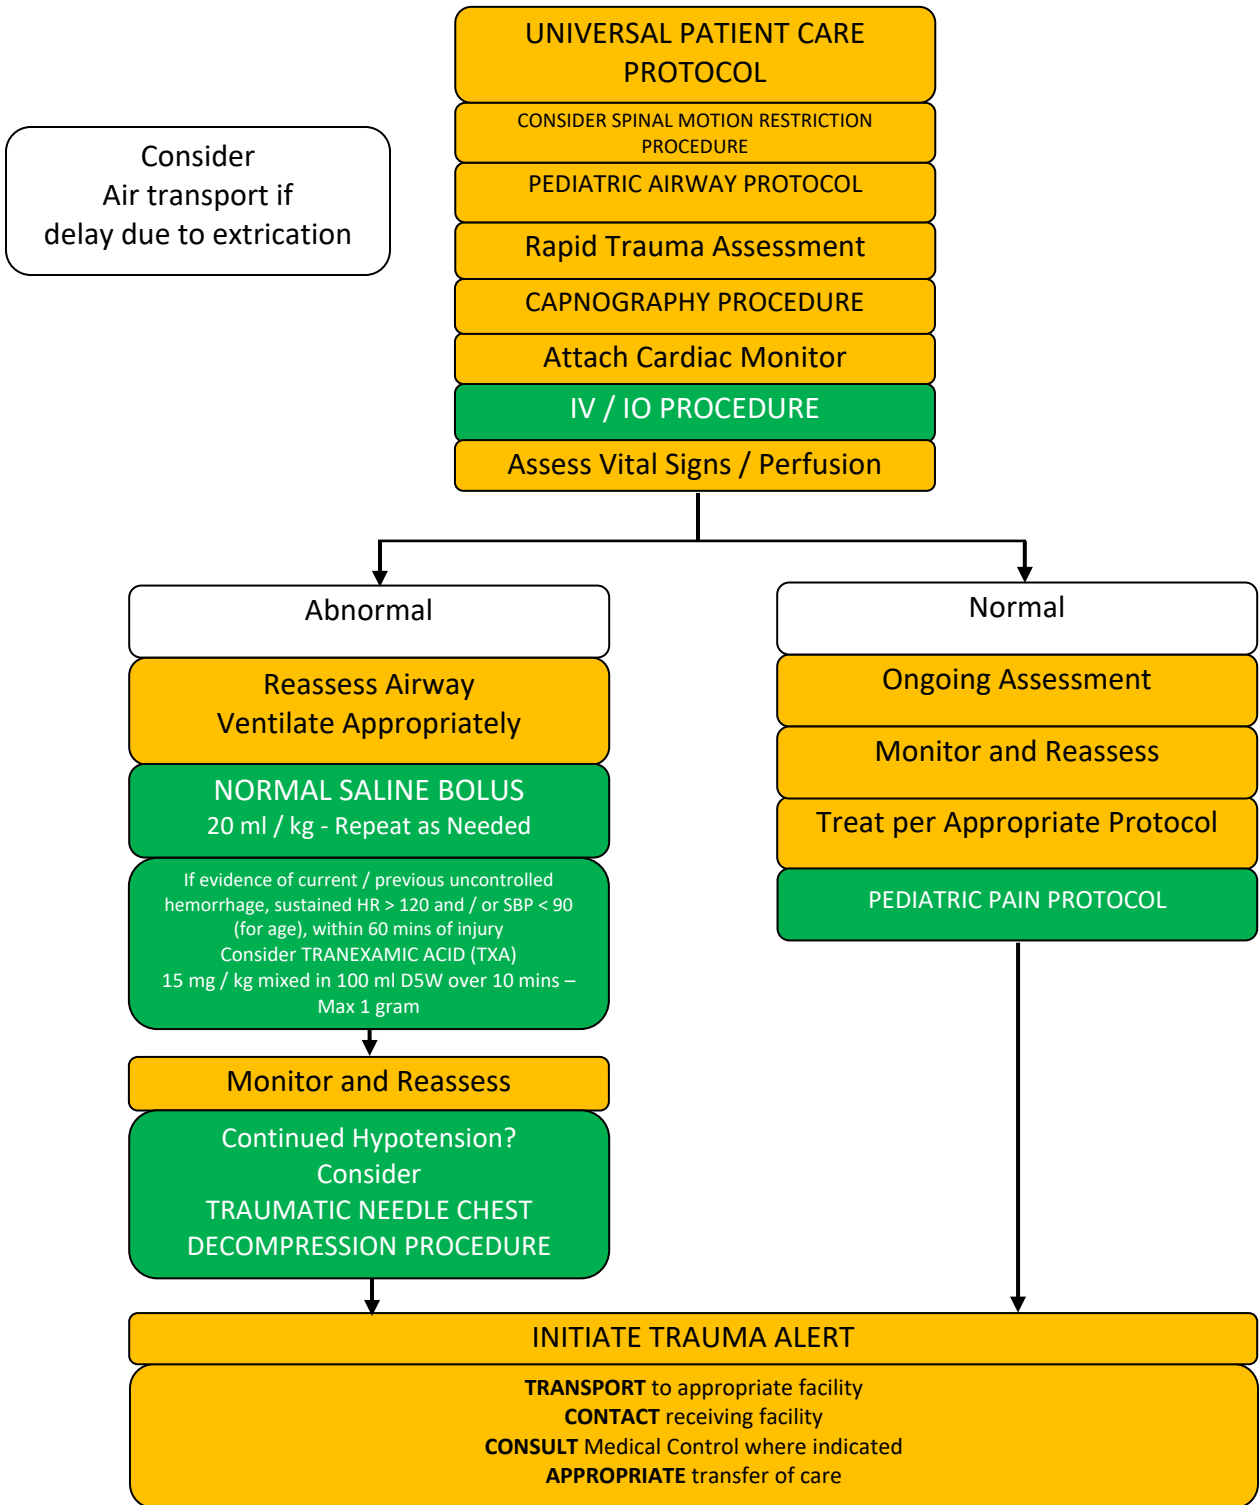 UNIVERSAL PATIENT CARE
PROTOCOL
CONSIDER SPINAL MOTION RESTRICTION
PROCEDURE
Consider
Air transport if
delay due to extrication
PEDIATRIC AIRWAY PROTOCOL
Rapid Trauma Assessment
CAPNOGRAPHY PROCEDURE
Attach Cardiac Monitor
IV / IO PROCEDURE
Assess Vital Signs / Perfusion
Abnormal
Reassess Airway
Ventilate Appropriately
NORMAL SALINE BOLUS
20 ml / kg - Repeat as Needed
If evidence of current / previous uncontrolled
hemorrhage, sustained HR > 120 and / or SBP < 90
(for age), within 60 mins of injury
Consider TRANEXAMIC ACID (TXA)
15 mg / kg mixed in 100 ml D5W over 10 mins –
Max 1 gram
Monitor and Reassess
Continued Hypotension?
Consider
TRAUMATIC NEEDLE CHEST
DECOMPRESSION PROCEDURE
Normal
Ongoing Assessment
Monitor and Reassess
Treat per Appropriate Protocol
PEDIATRIC PAIN PROTOCOL
INITIATE TRAUMA ALERT
TRANSPORT to appropriate facility
CONTACT receiving facility
CONSULT Medical Control where indicated
APPROPRIATE transfer of care